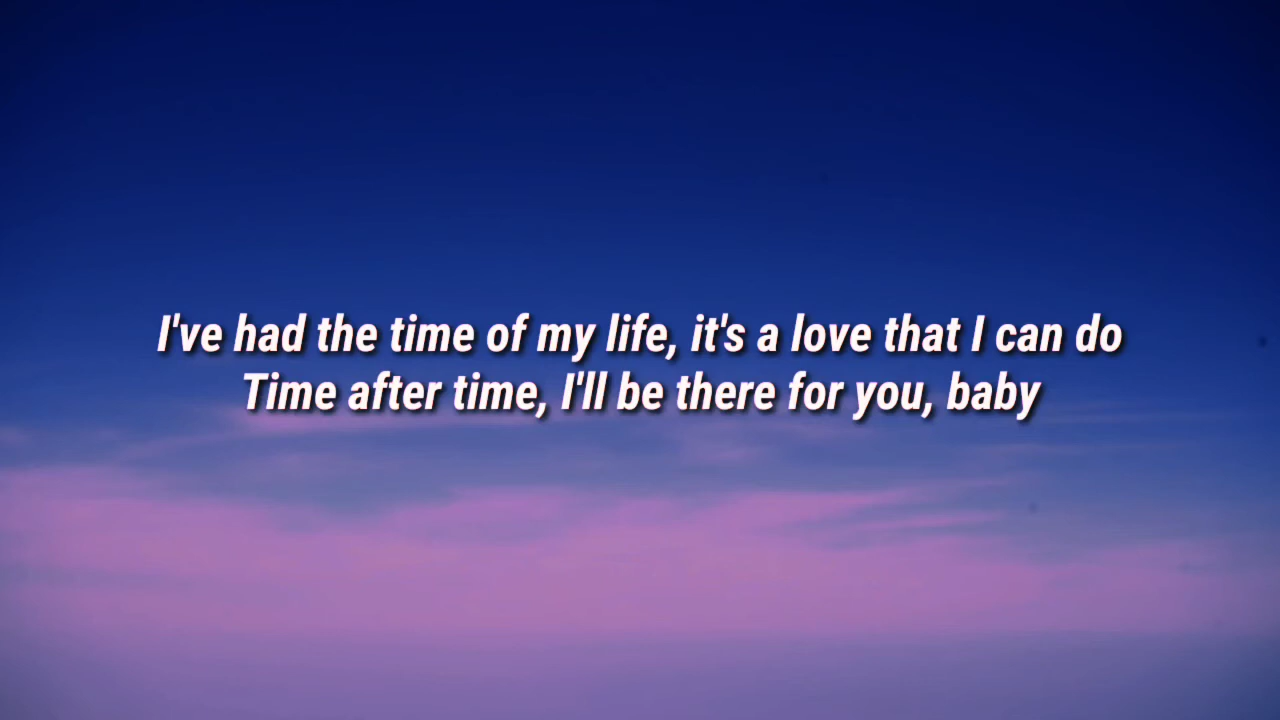 I've had the time of my life, it's a love that I can do
Time after time, I'll be there for you, baby